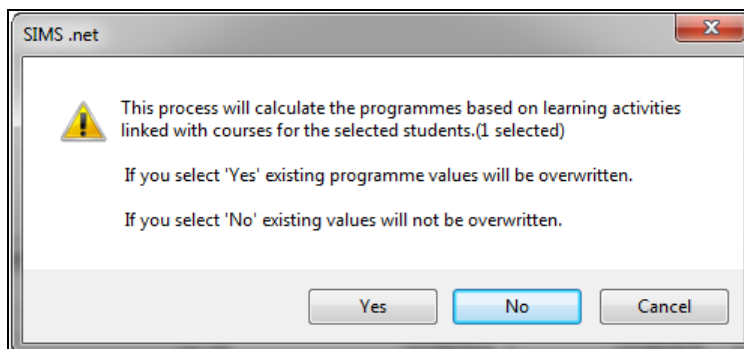 SIMS .net
This process will calculate the programmes based on learning activities
linked with courses for the selected students.(1 selected)
If you select 'Yes' existing programme values will be overwritten.
If you select 'No' existing values will not be overwritten.
Yes No Cancel